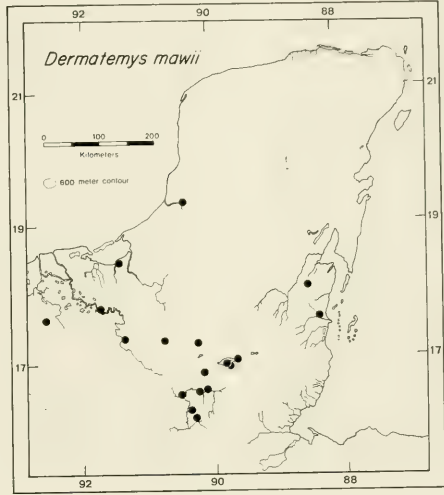 92 90 88
Dermatemys mawii
21 21
0 100 200
Kilometers
600 meter contour
19 19
17 17
92 90 88